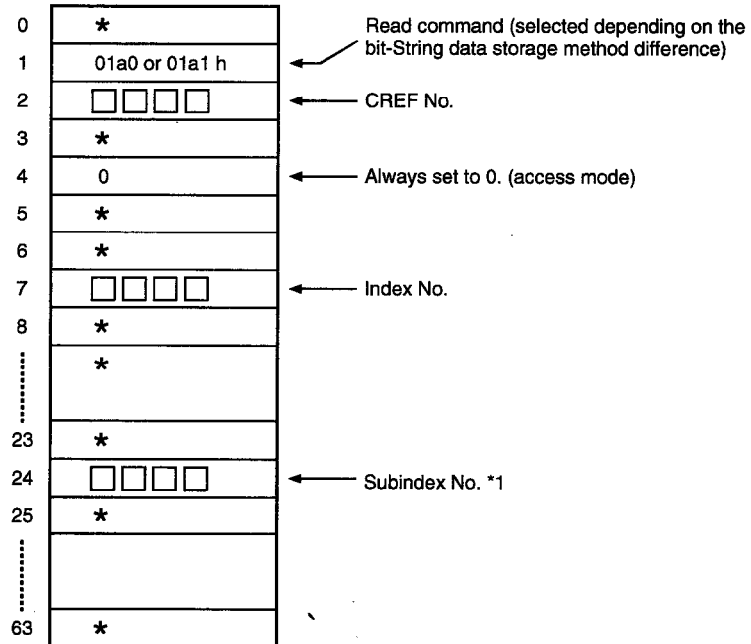 0 *
Read command (selected depending on the
bit-String data storage method difference)
1 01a0 or 01a1 h
2 □□□□ CREF No.
3 *
4 0 Always set to 0. (access mode)
5 *
6 *
7 □□□□ Index No.
8 *
*
23 *
24 □□□□ Subindex No. *1
25 *
63 *